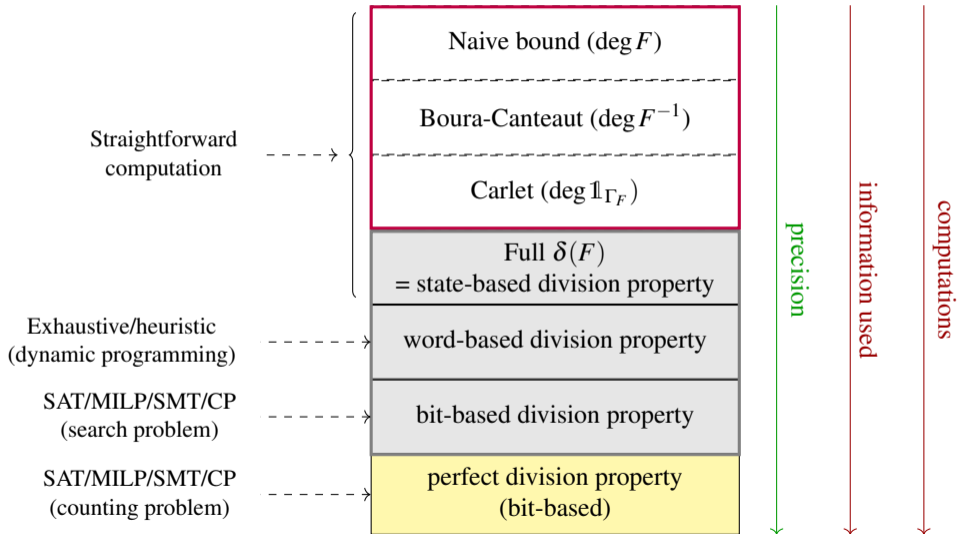 Naive bound (deg F)
Boura-Canteaut (deg F⁻¹)
Straightforward
computation
Carlet (deg 𝟙_{Γ_F})
Full δ(F)
= state-based division property
Exhaustive/heuristic
(dynamic programming)
word-based division property
SAT/MILP/SMT/CP
(search problem)
bit-based division property
SAT/MILP/SMT/CP
(counting problem)
perfect division property
(bit-based)
precision
information used
computations